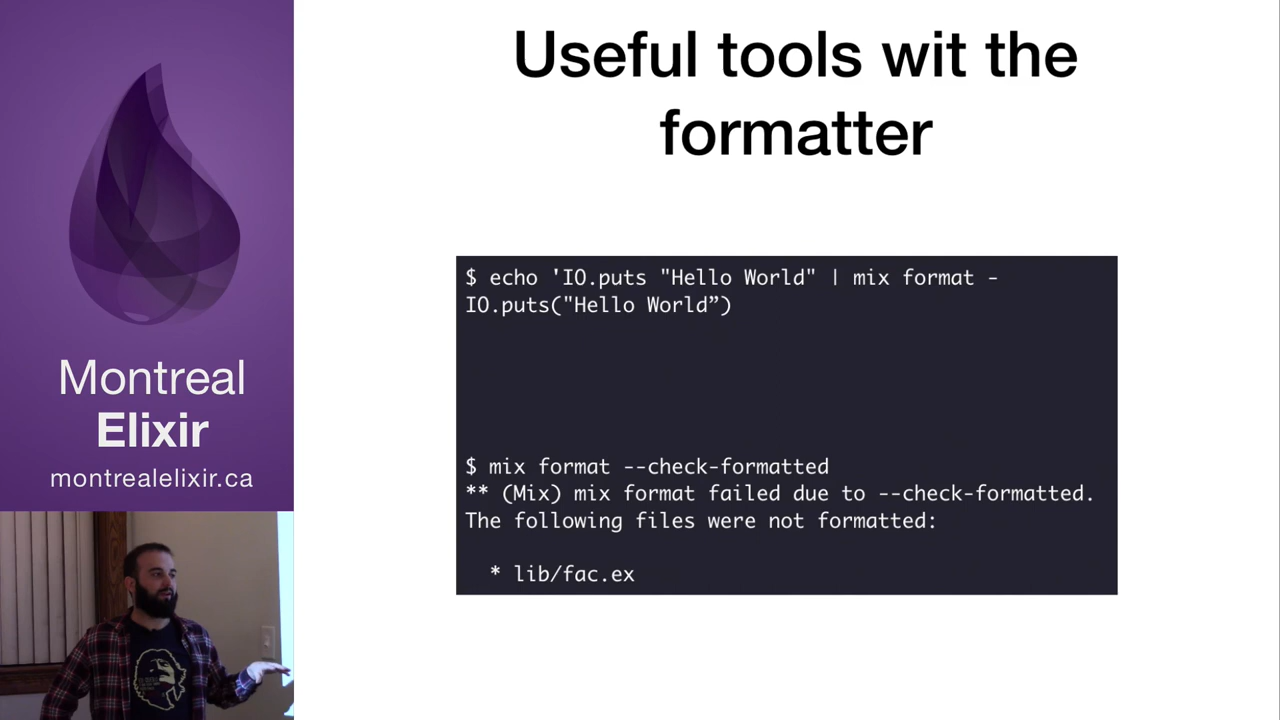 Useful tools wit the
formatter
$ echo 'IO.puts "Hello World" | mix format -
IO.puts("Hello World”)
$ mix format --check-formatted
** (Mix) mix format failed due to --check-formatted.
The following files were not formatted:
* lib/fac.ex
Montreal
Elixir
montrealelixir.ca